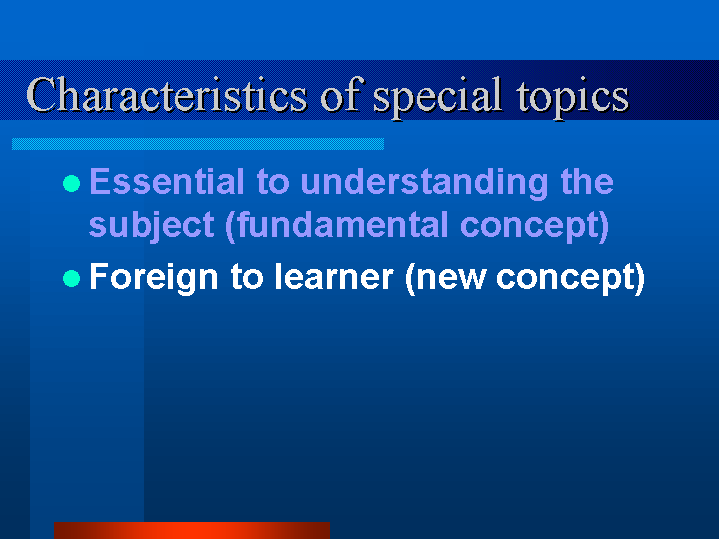 Characteristics of special topics
Essential to understanding the
subject (fundamental concept)
Foreign to learner (new concept)